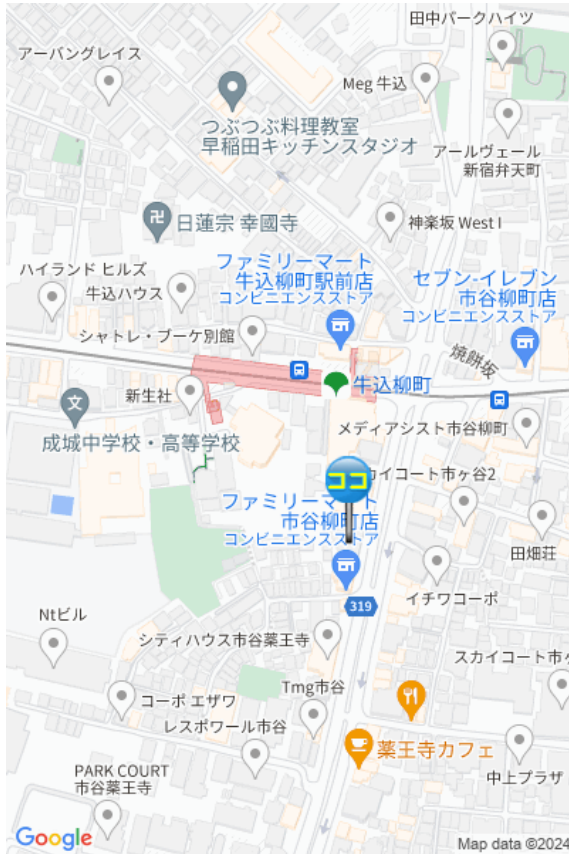 田中パークハイツ
アーバングレイス
Meg 牛込
つぶつぶ料理教室
早稲田キッチンスタジオ
アールヴェール
新宿弁天町
卍
日蓮宗 幸國寺
神楽坂 West I
ファミリーマート
牛込柳町駅前店
コンビニエンスストア
セブン-イレブン
市谷柳町店
コンビニエンスストア
ハイランド ヒルズ
牛込ハウス
シャトレ・ブーケ別館
焼餅坂
牛込柳町
新生社
文
成城中学校・高等学校
メディアシスト市谷柳町
ココ
カイコート市ヶ谷2
ファミリーマート
市谷柳町店
コンビニエンスストア
田畑荘
イチワコーポ
319
Ntビル
シティハウス市谷薬王寺
スカイコート市ヶ
Tmg市谷
コーポ エザワ
レスポワール市谷
薬王寺カフェ
中上プラザ
PARK COURT
市谷薬王寺
Google
Map data ©2024